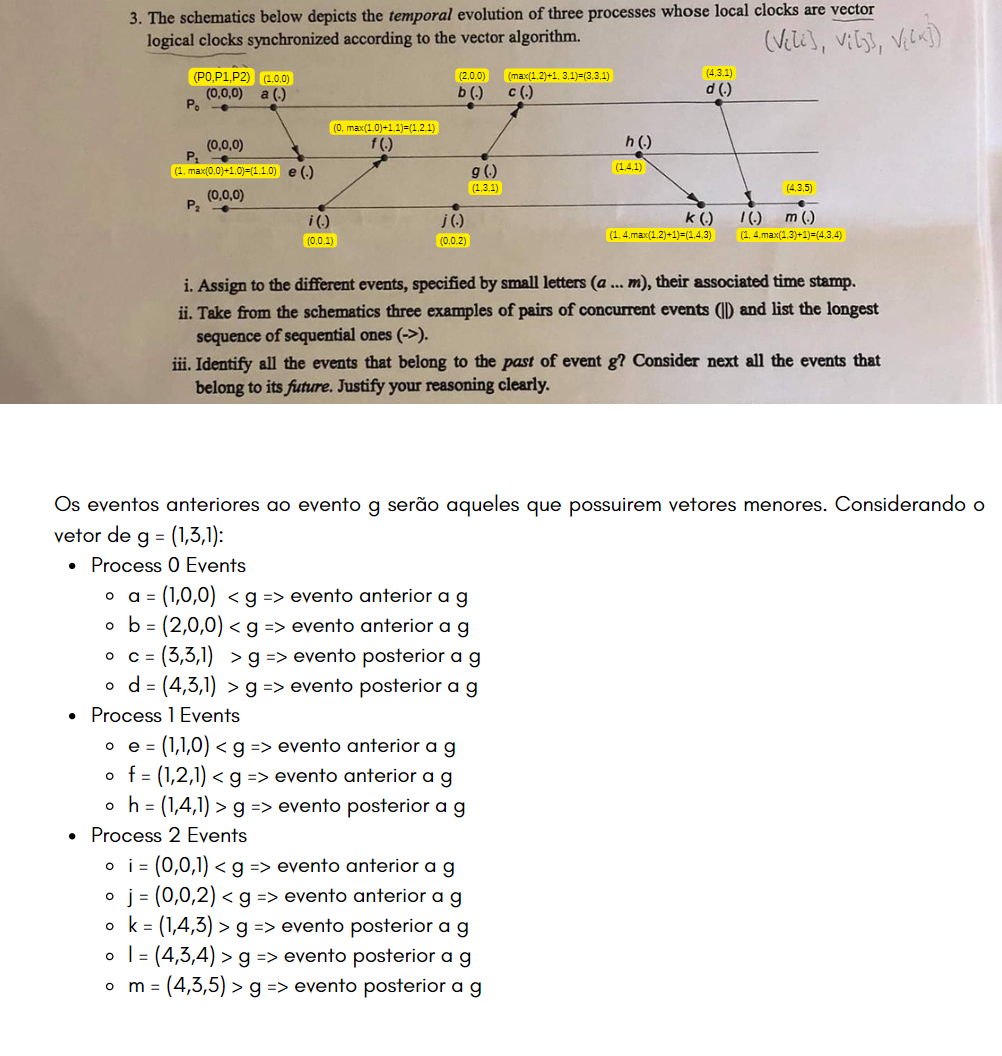 3. The schematics below depicts the temporal evolution of three processes whose local clocks are vector
logical clocks synchronized according to the vector algorithm.
(Vi[i], Vi[j], Vi[k])
(P0,P1,P2) (1,0,0) (2,0,0) (max(1,2)+1, 3,1)=(3,3,1) (4,3,1)
(0,0,0) a (.) b (.) c (.) d (.)
P0
(0, max(1,0)+1,1)=(1,2,1)
(0,0,0) f (.) h (.)
P1
(1, max(0,0)+1,0)=(1,1,0) e (.) g (.) (1,4,1)
(1,3,1)
(0,0,0) (4,3,5)
P2
i (.) j (.) k (.) l (.) m (.)
(0,0,1) (0,0,2) (1, 4,max(1,2)+1)=(1,4,3) (1, 4,max(1,3)+1)=(4,3,4)
i. Assign to the different events, specified by small letters (a ... m), their associated time stamp.
ii. Take from the schematics three examples of pairs of concurrent events (||) and list the longest
sequence of sequential ones (->).
iii. Identify all the events that belong to the past of event g? Consider next all the events that
belong to its future. Justify your reasoning clearly.
Os eventos anteriores ao evento g serão aqueles que possuirem vetores menores. Considerando o
vetor de g = (1,3,1):
• Process 0 Events
◦ a = (1,0,0) < g => evento anterior a g
◦ b = (2,0,0) < g => evento anterior a g
◦ c = (3,3,1) > g => evento posterior a g
◦ d = (4,3,1) > g => evento posterior a g
• Process 1 Events
◦ e = (1,1,0) < g => evento anterior a g
◦ f = (1,2,1) < g => evento anterior a g
◦ h = (1,4,1) > g => evento posterior a g
• Process 2 Events
◦ i = (0,0,1) < g => evento anterior a g
◦ j = (0,0,2) < g => evento anterior a g
◦ k = (1,4,3) > g => evento posterior a g
◦ l = (4,3,4) > g => evento posterior a g
◦ m = (4,3,5) > g => evento posterior a g